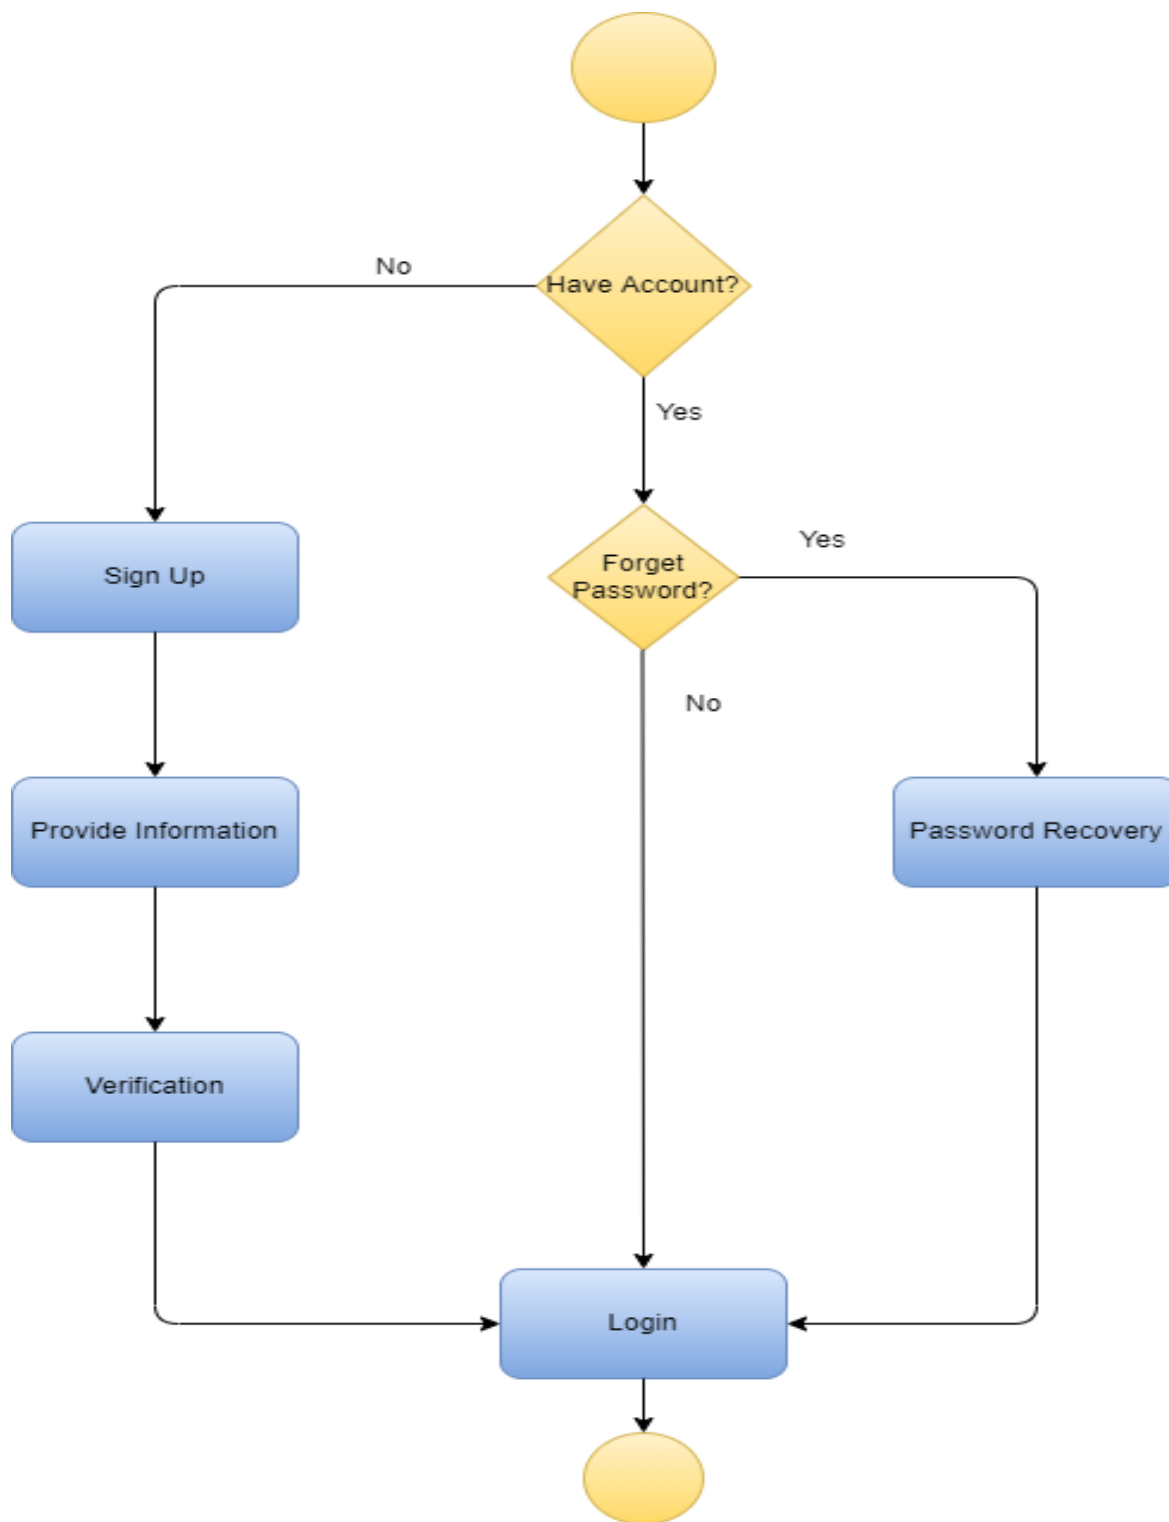 No
Have Account?
Yes
Sign Up
Forget
Password?
Yes
No
Provide Information
Password Recovery
Verification
Login